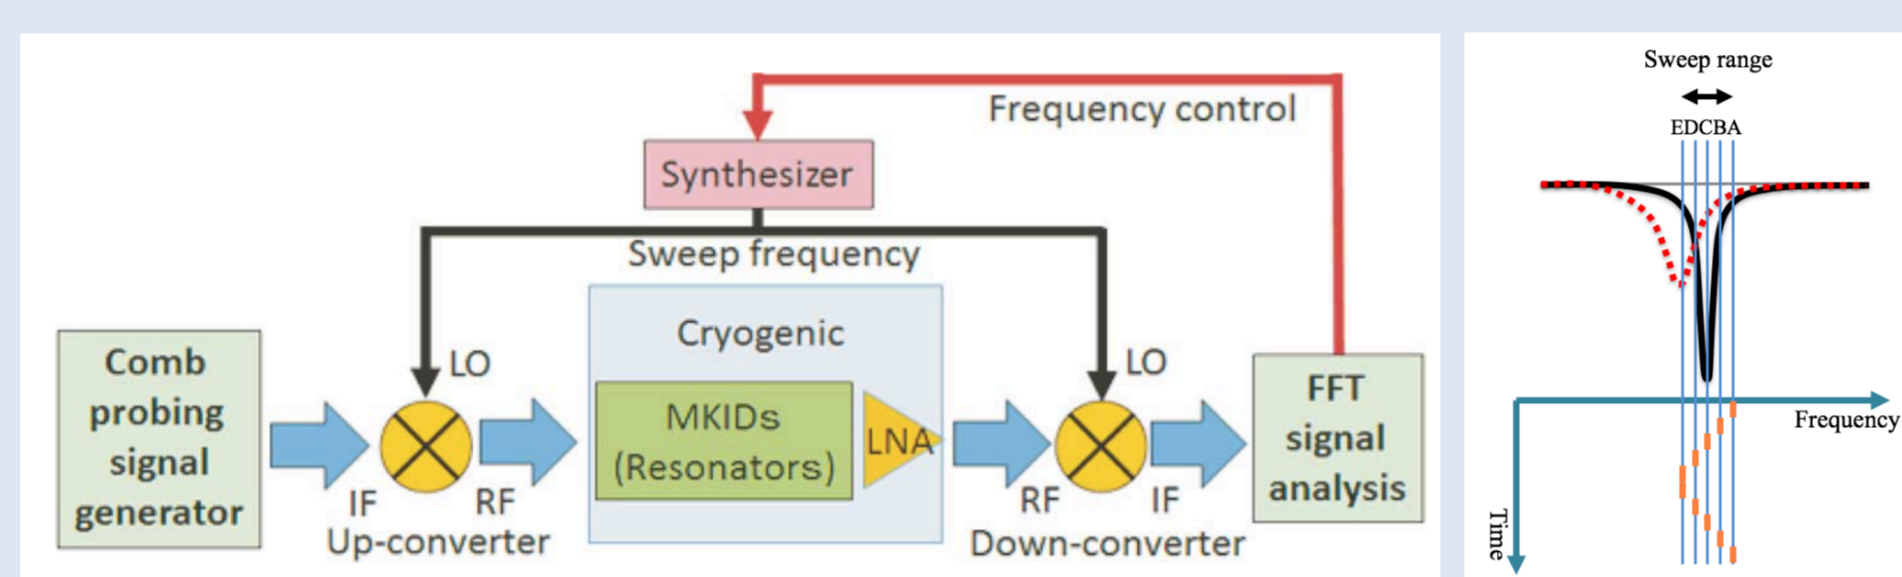 Frequency control
Synthesizer
Sweep frequency
Cryogenic
LO
LO
Comb
probing
signal
generator
MKIDs
(Resonators)
LNA
FFT
signal
analysis
IF
RF
RF
IF
Up-converter
Down-converter
Sweep range
EDCBA
Frequency
Time